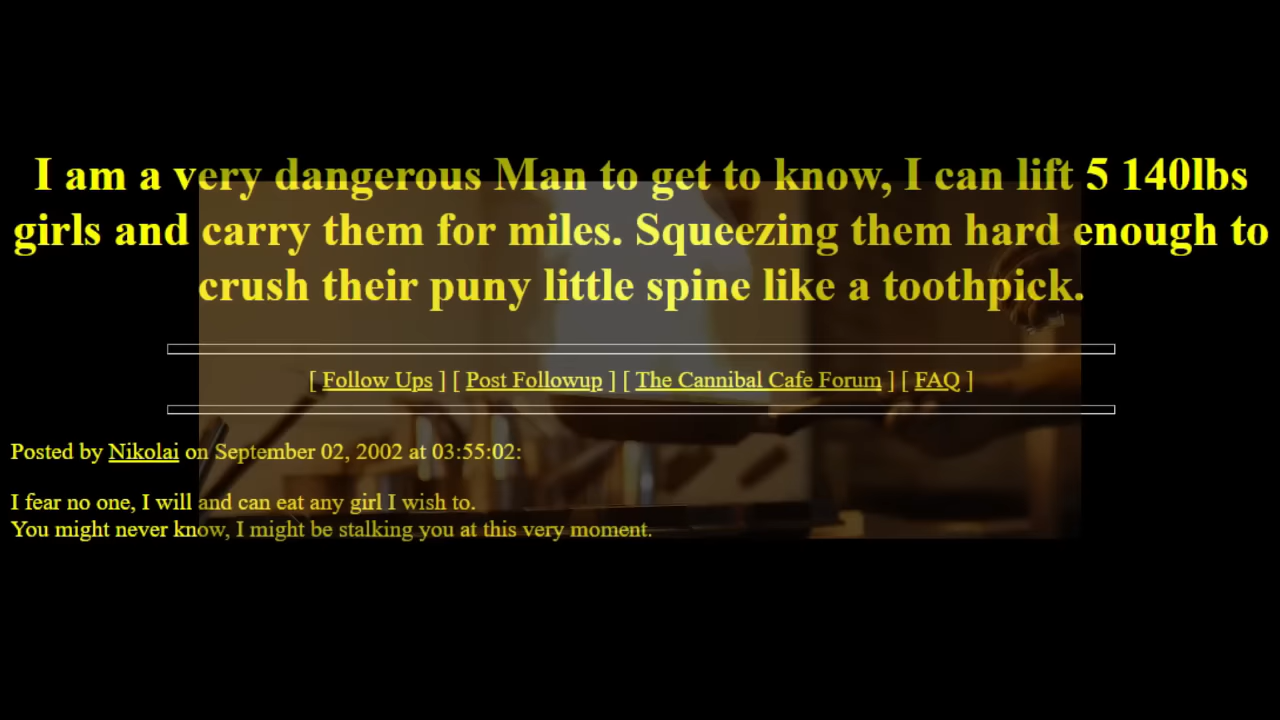 I am a very dangerous Man to get to know, I can lift 5 140lbs
girls and carry them for miles. Squeezing them hard enough to
crush their puny little spine like a toothpick.
[ Follow Ups ] [ Post Followup ] [ The Cannibal Cafe Forum ] [ FAQ ]
Posted by Nikolai on September 02, 2002 at 03:55:02:
I fear no one, I will and can eat any girl I wish to.
You might never know, I might be stalking you at this very moment.